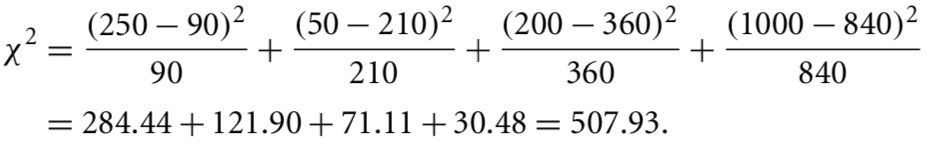 χ² = (250 − 90)²/90 + (50 − 210)²/210 + (200 − 360)²/360 + (1000 − 840)²/840
= 284.44 + 121.90 + 71.11 + 30.48 = 507.93.